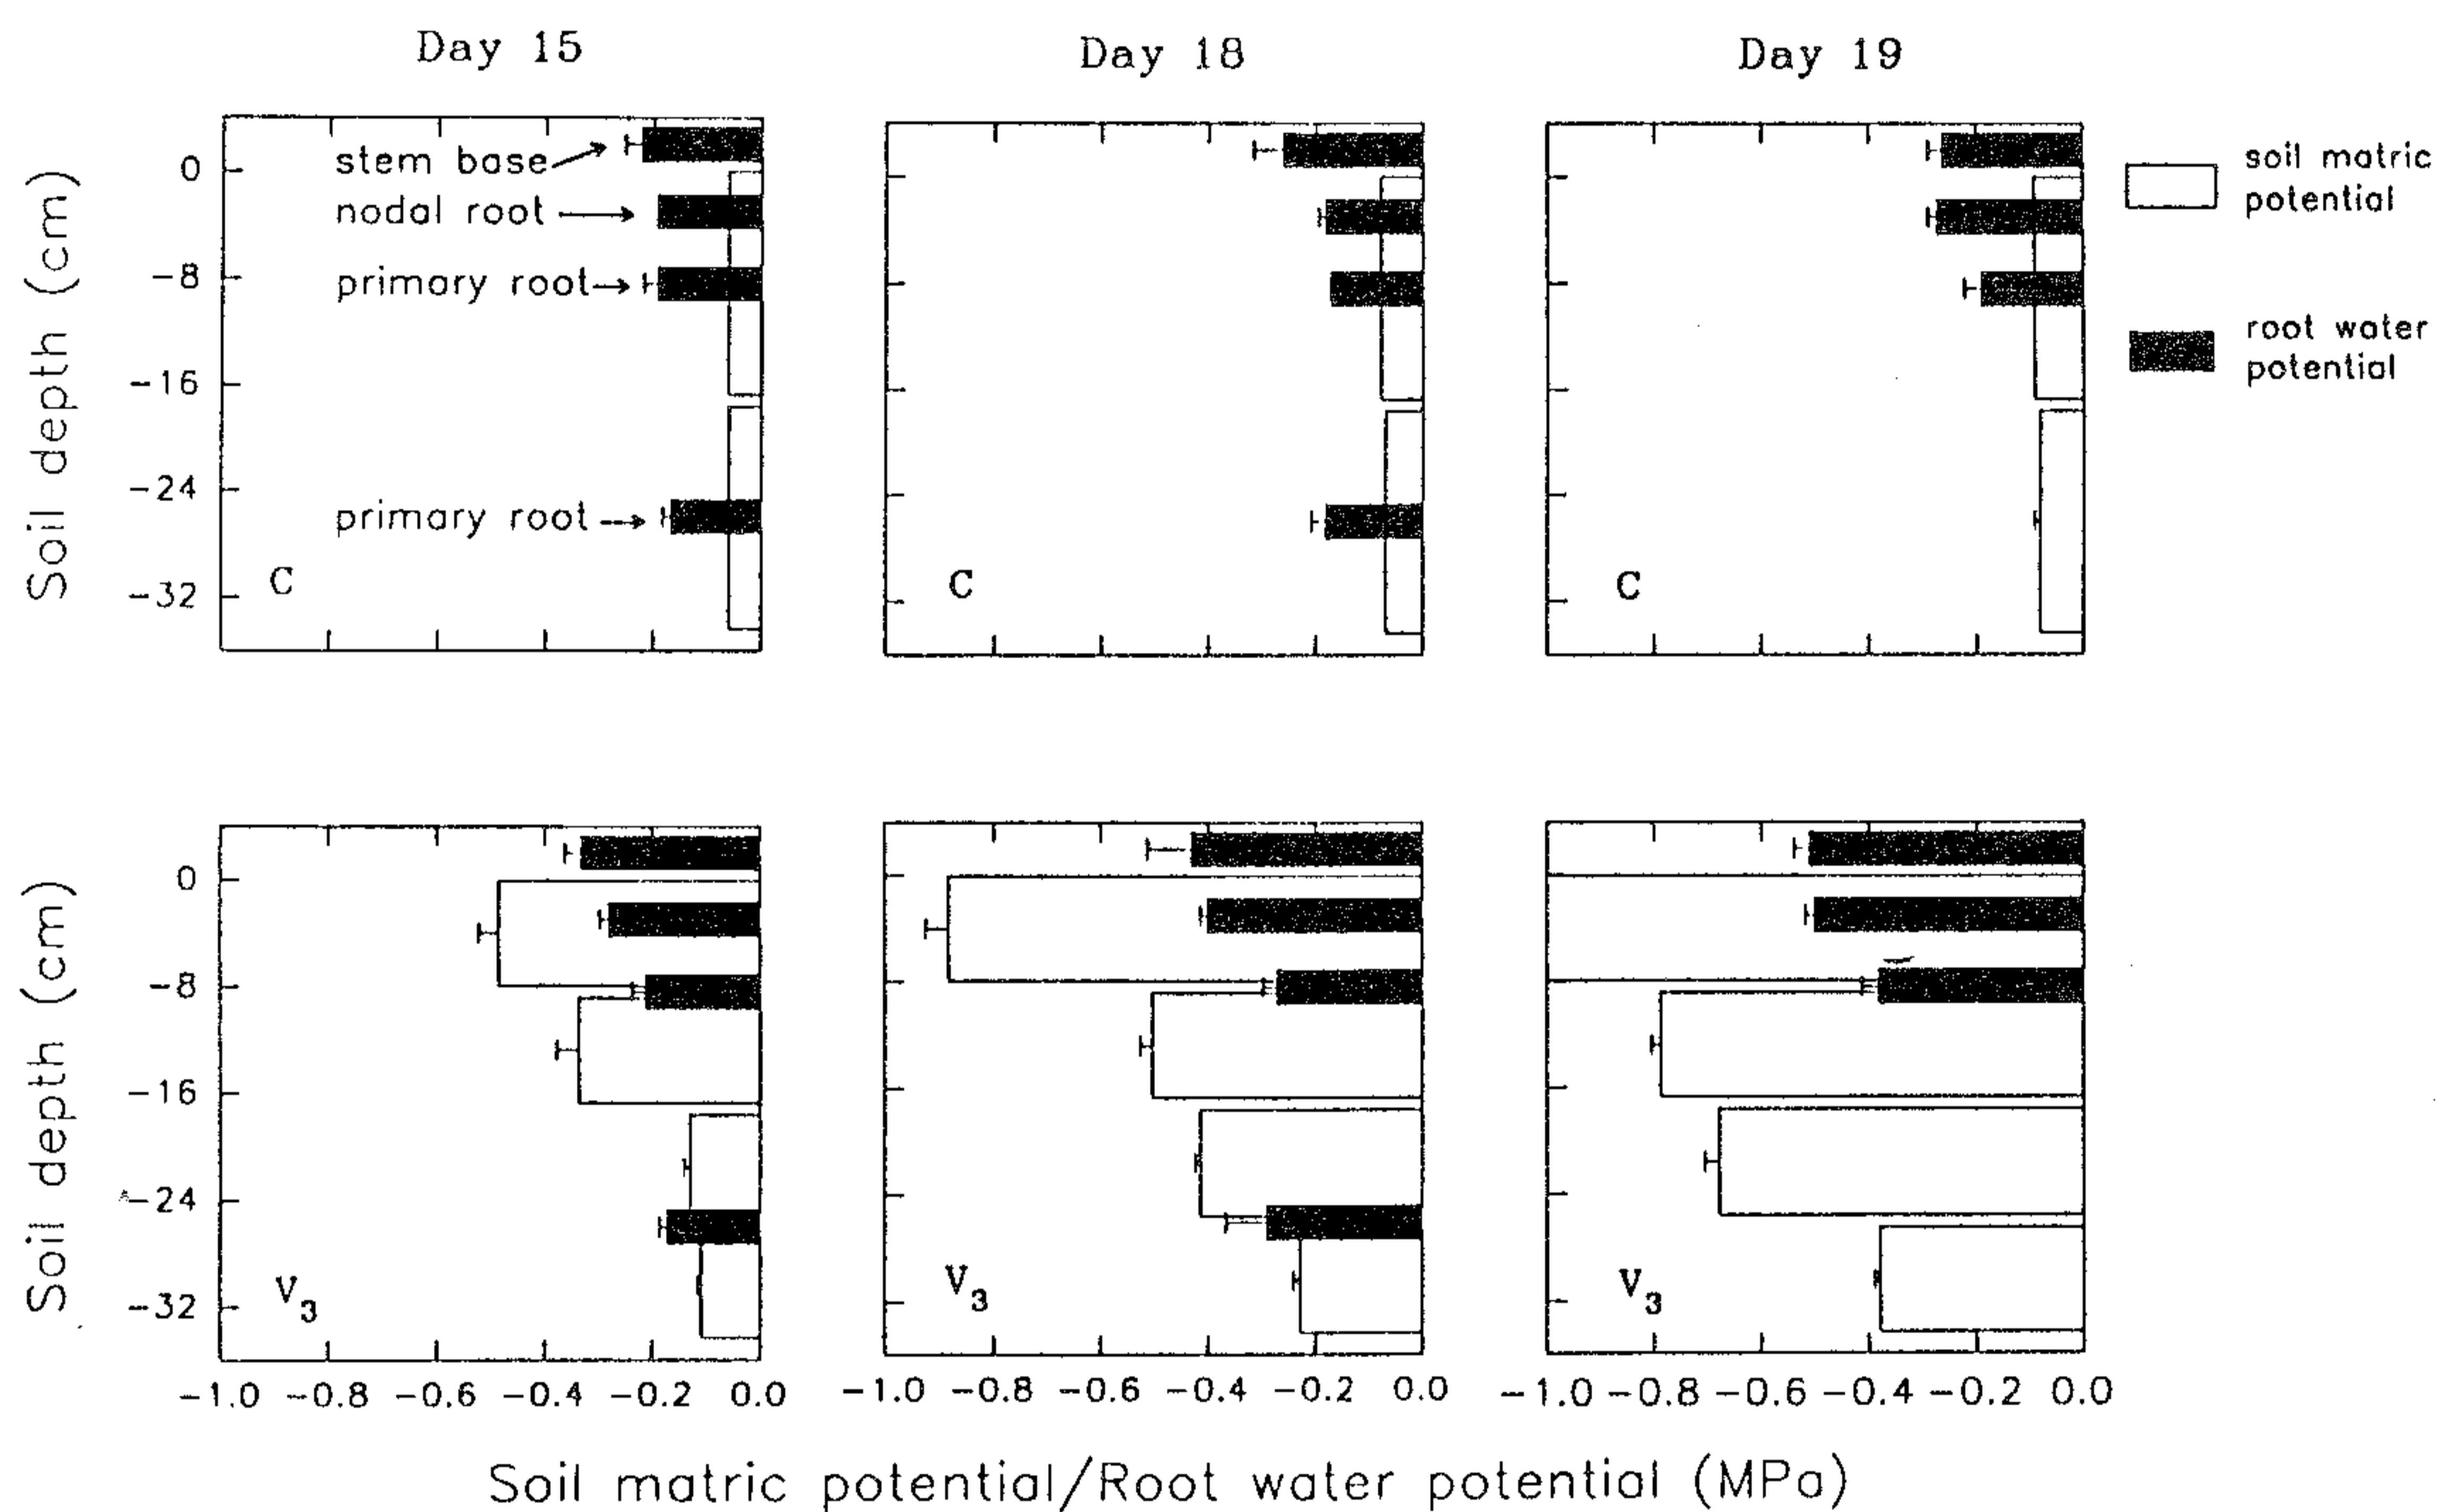 Day 15
Day 18
Day 19
Soil depth (cm)
0
−8
−16
−24
−32
stem base
nodal root
primary root
primary root
C
C
C
soil matric
potential
root water
potential
Soil depth (cm)
0
−8
−16
−24
−32
V3
V3
V3
−1.0 −0.8 −0.6 −0.4 −0.2 0.0
−1.0 −0.8 −0.6 −0.4 −0.2 0.0
−1.0 −0.8 −0.6 −0.4 −0.2 0.0
Soil matric potential/Root water potential (MPa)